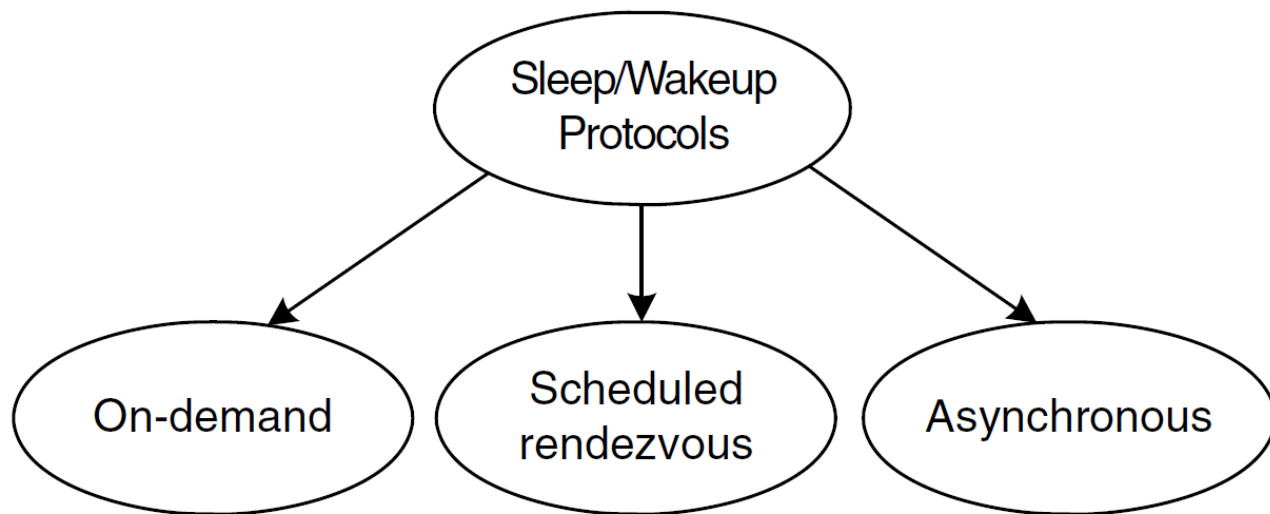 Sleep/Wakeup
Protocols
On-demand
Scheduled
rendezvous
Asynchronous